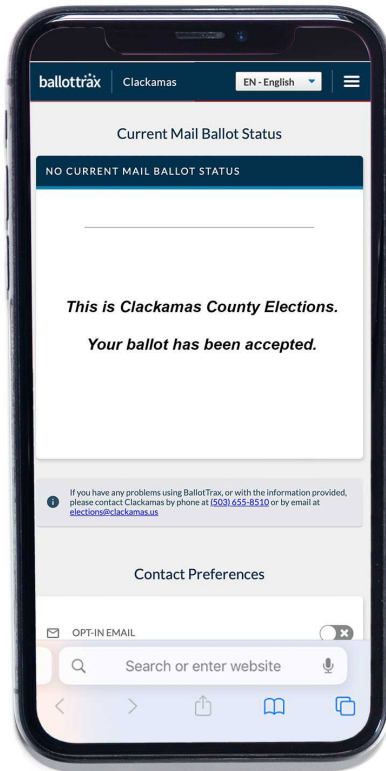 ballottrax Clackamas EN - English
Current Mail Ballot Status
NO CURRENT MAIL BALLOT STATUS
This is Clackamas County Elections.
Your ballot has been accepted.
If you have any problems using BallotTrax, or with the information provided,
please contact Clackamas by phone at (503) 655-8510 or by email at
elections@clackamas.us
Contact Preferences
OPT-IN EMAIL
Search or enter website